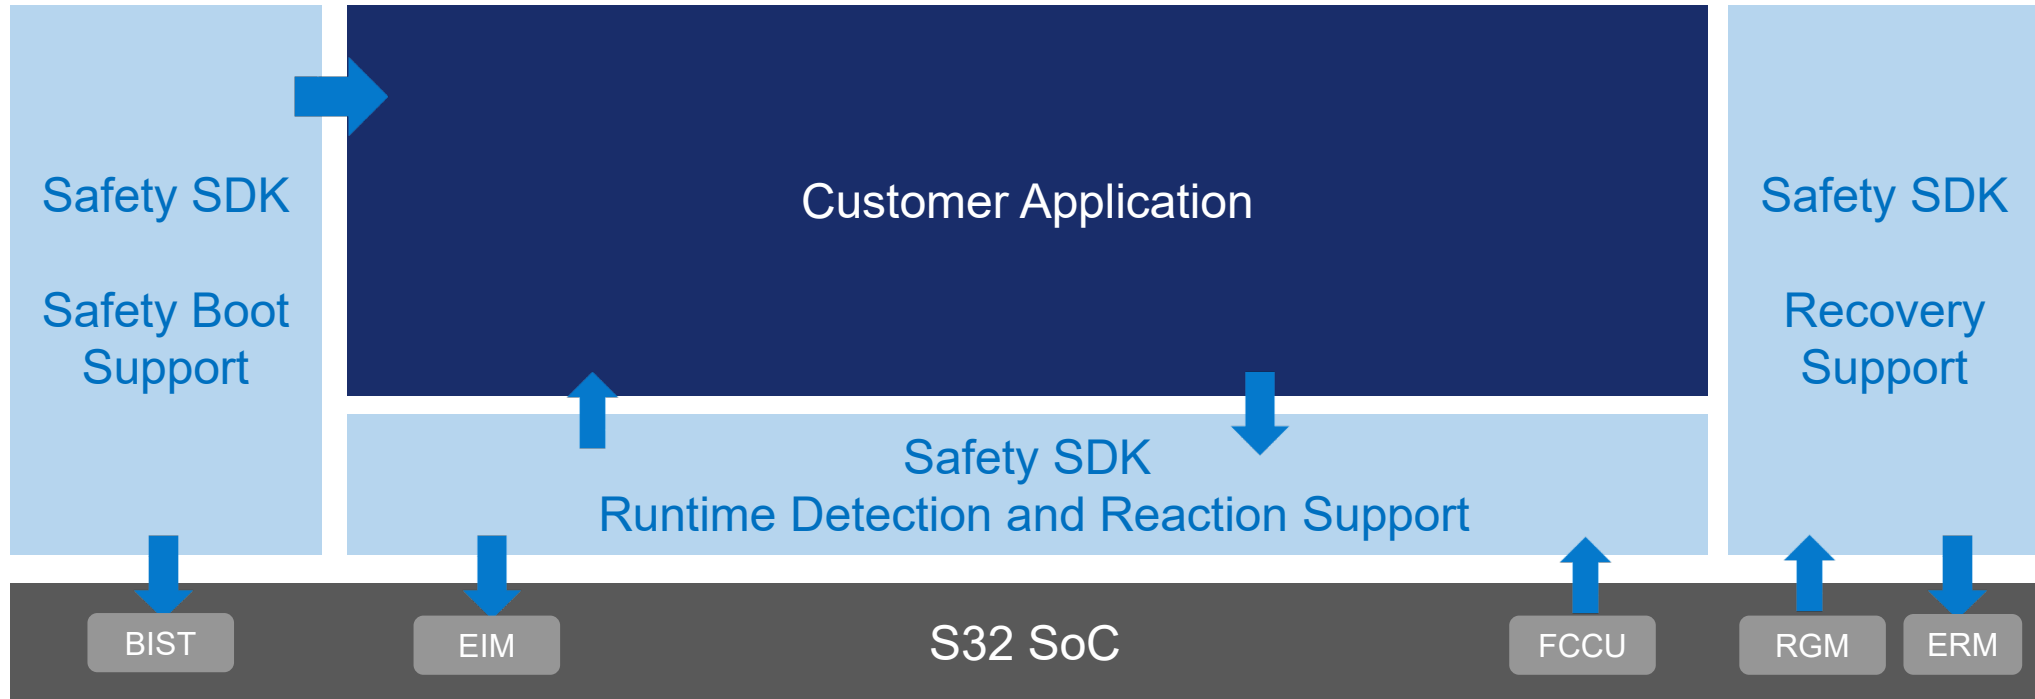 Safety SDK
Safety Boot
Support
Customer Application
Safety SDK
Runtime Detection and Reaction Support
Safety SDK
Recovery
Support
BIST
EIM
S32 SoC
FCCU
RGM
ERM